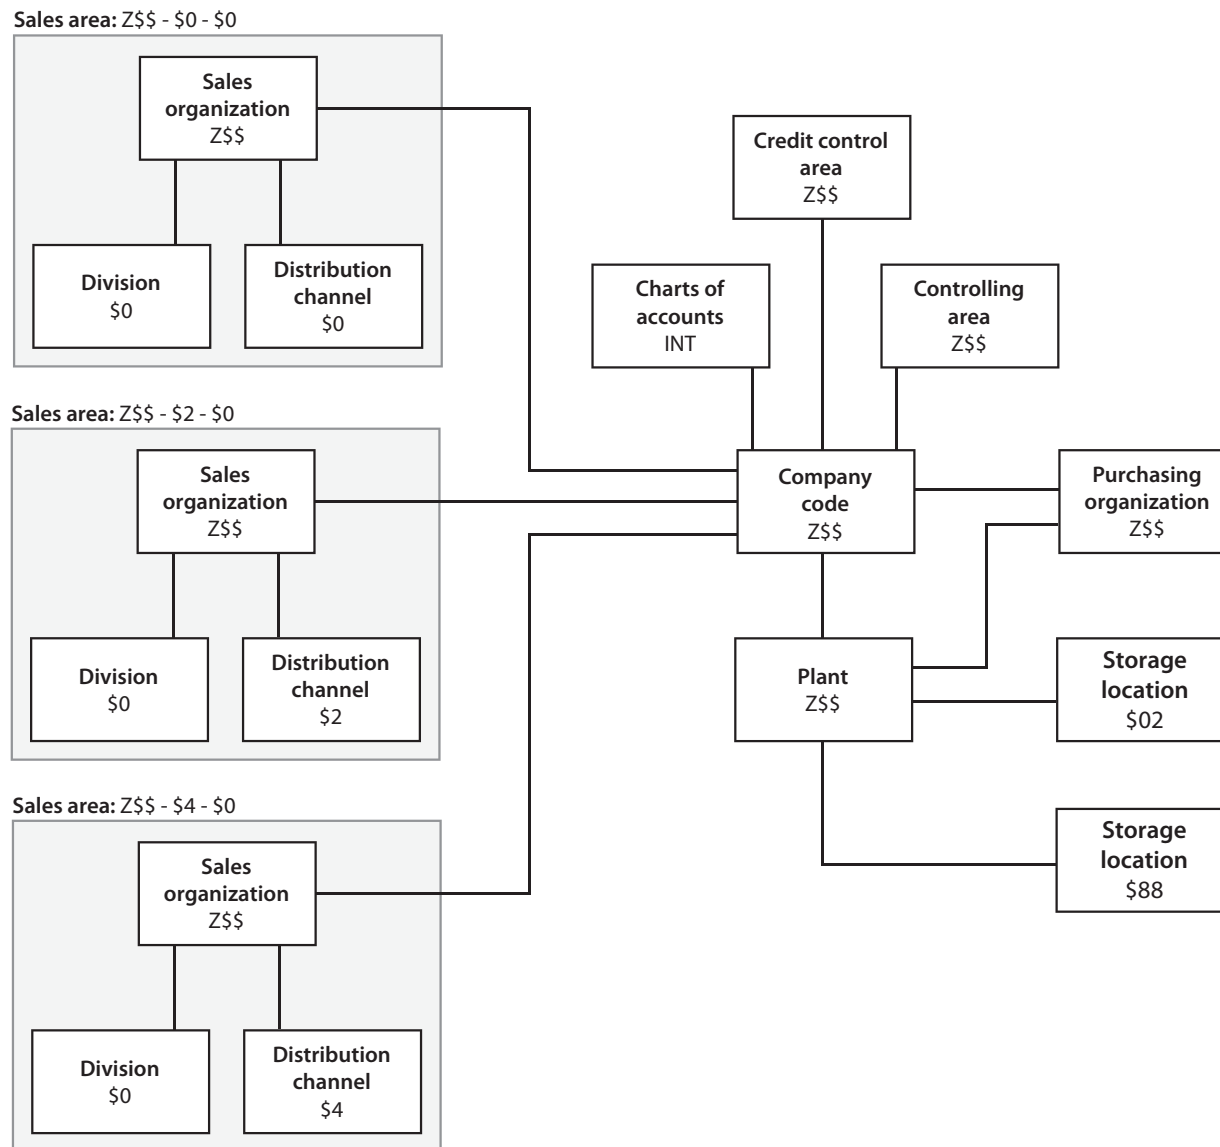 Sales area: Z$$ - $0 - $0
Sales
organization
Z$$
Division
$0
Distribution
channel
$0
Sales area: Z$$ - $2 - $0
Sales
organization
Z$$
Division
$0
Distribution
channel
$2
Sales area: Z$$ - $4 - $0
Sales
organization
Z$$
Division
$0
Distribution
channel
$4
Credit control
area
Z$$
Charts of
accounts
INT
Controlling
area
Z$$
Company
code
Z$$
Purchasing
organization
Z$$
Plant
Z$$
Storage
location
$02
Storage
location
$88